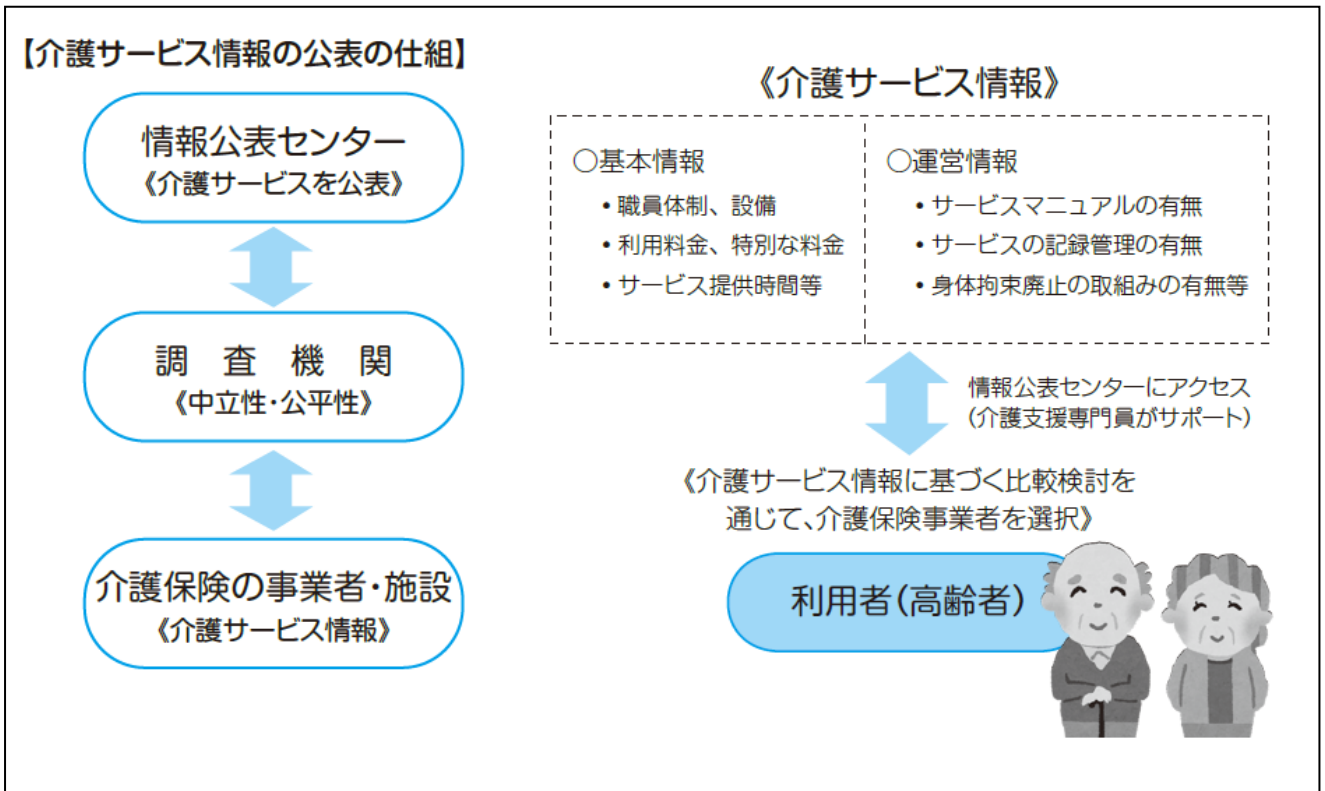 【介護サービス情報の公表の仕組】
情報公表センター
《介護サービスを公表》
調査機関
《中立性・公平性》
介護保険の事業者・施設
《介護サービス情報》
《介護サービス情報》
○基本情報
・職員体制、設備
・利用料金、特別な料金
・サービス提供時間等
○運営情報
・サービスマニュアルの有無
・サービスの記録管理の有無
・身体拘束廃止の取組みの有無等
情報公表センターにアクセス
(介護支援専門員がサポート)
《介護サービス情報に基づく比較検討を
通じて、介護保険事業者を選択》
利用者(高齢者)